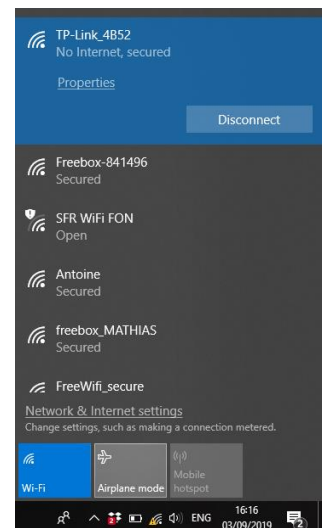 TP-Link_4B52
No Internet, secured
Properties
Disconnect
Freebox-841496
Secured
SFR WiFi FON
Open
Antoine
Secured
freebox_MATHIAS
Secured
FreeWifi_secure
Network & Internet settings
Change settings, such as making a connection metered.
Wi-Fi
Airplane mode
Mobile
hotspot
ENG
16:16
03/09/2019
2